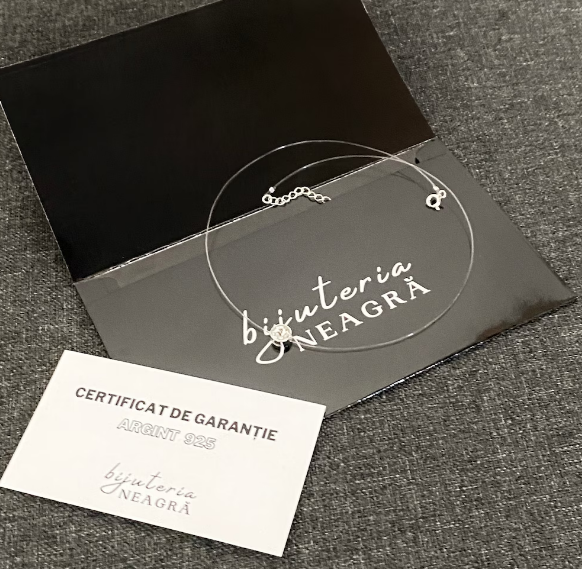 bijuteria
NEAGRĂ
CERTIFICAT DE GARANȚIE
ARGINT 925
bijuteria
NEAGRĂ